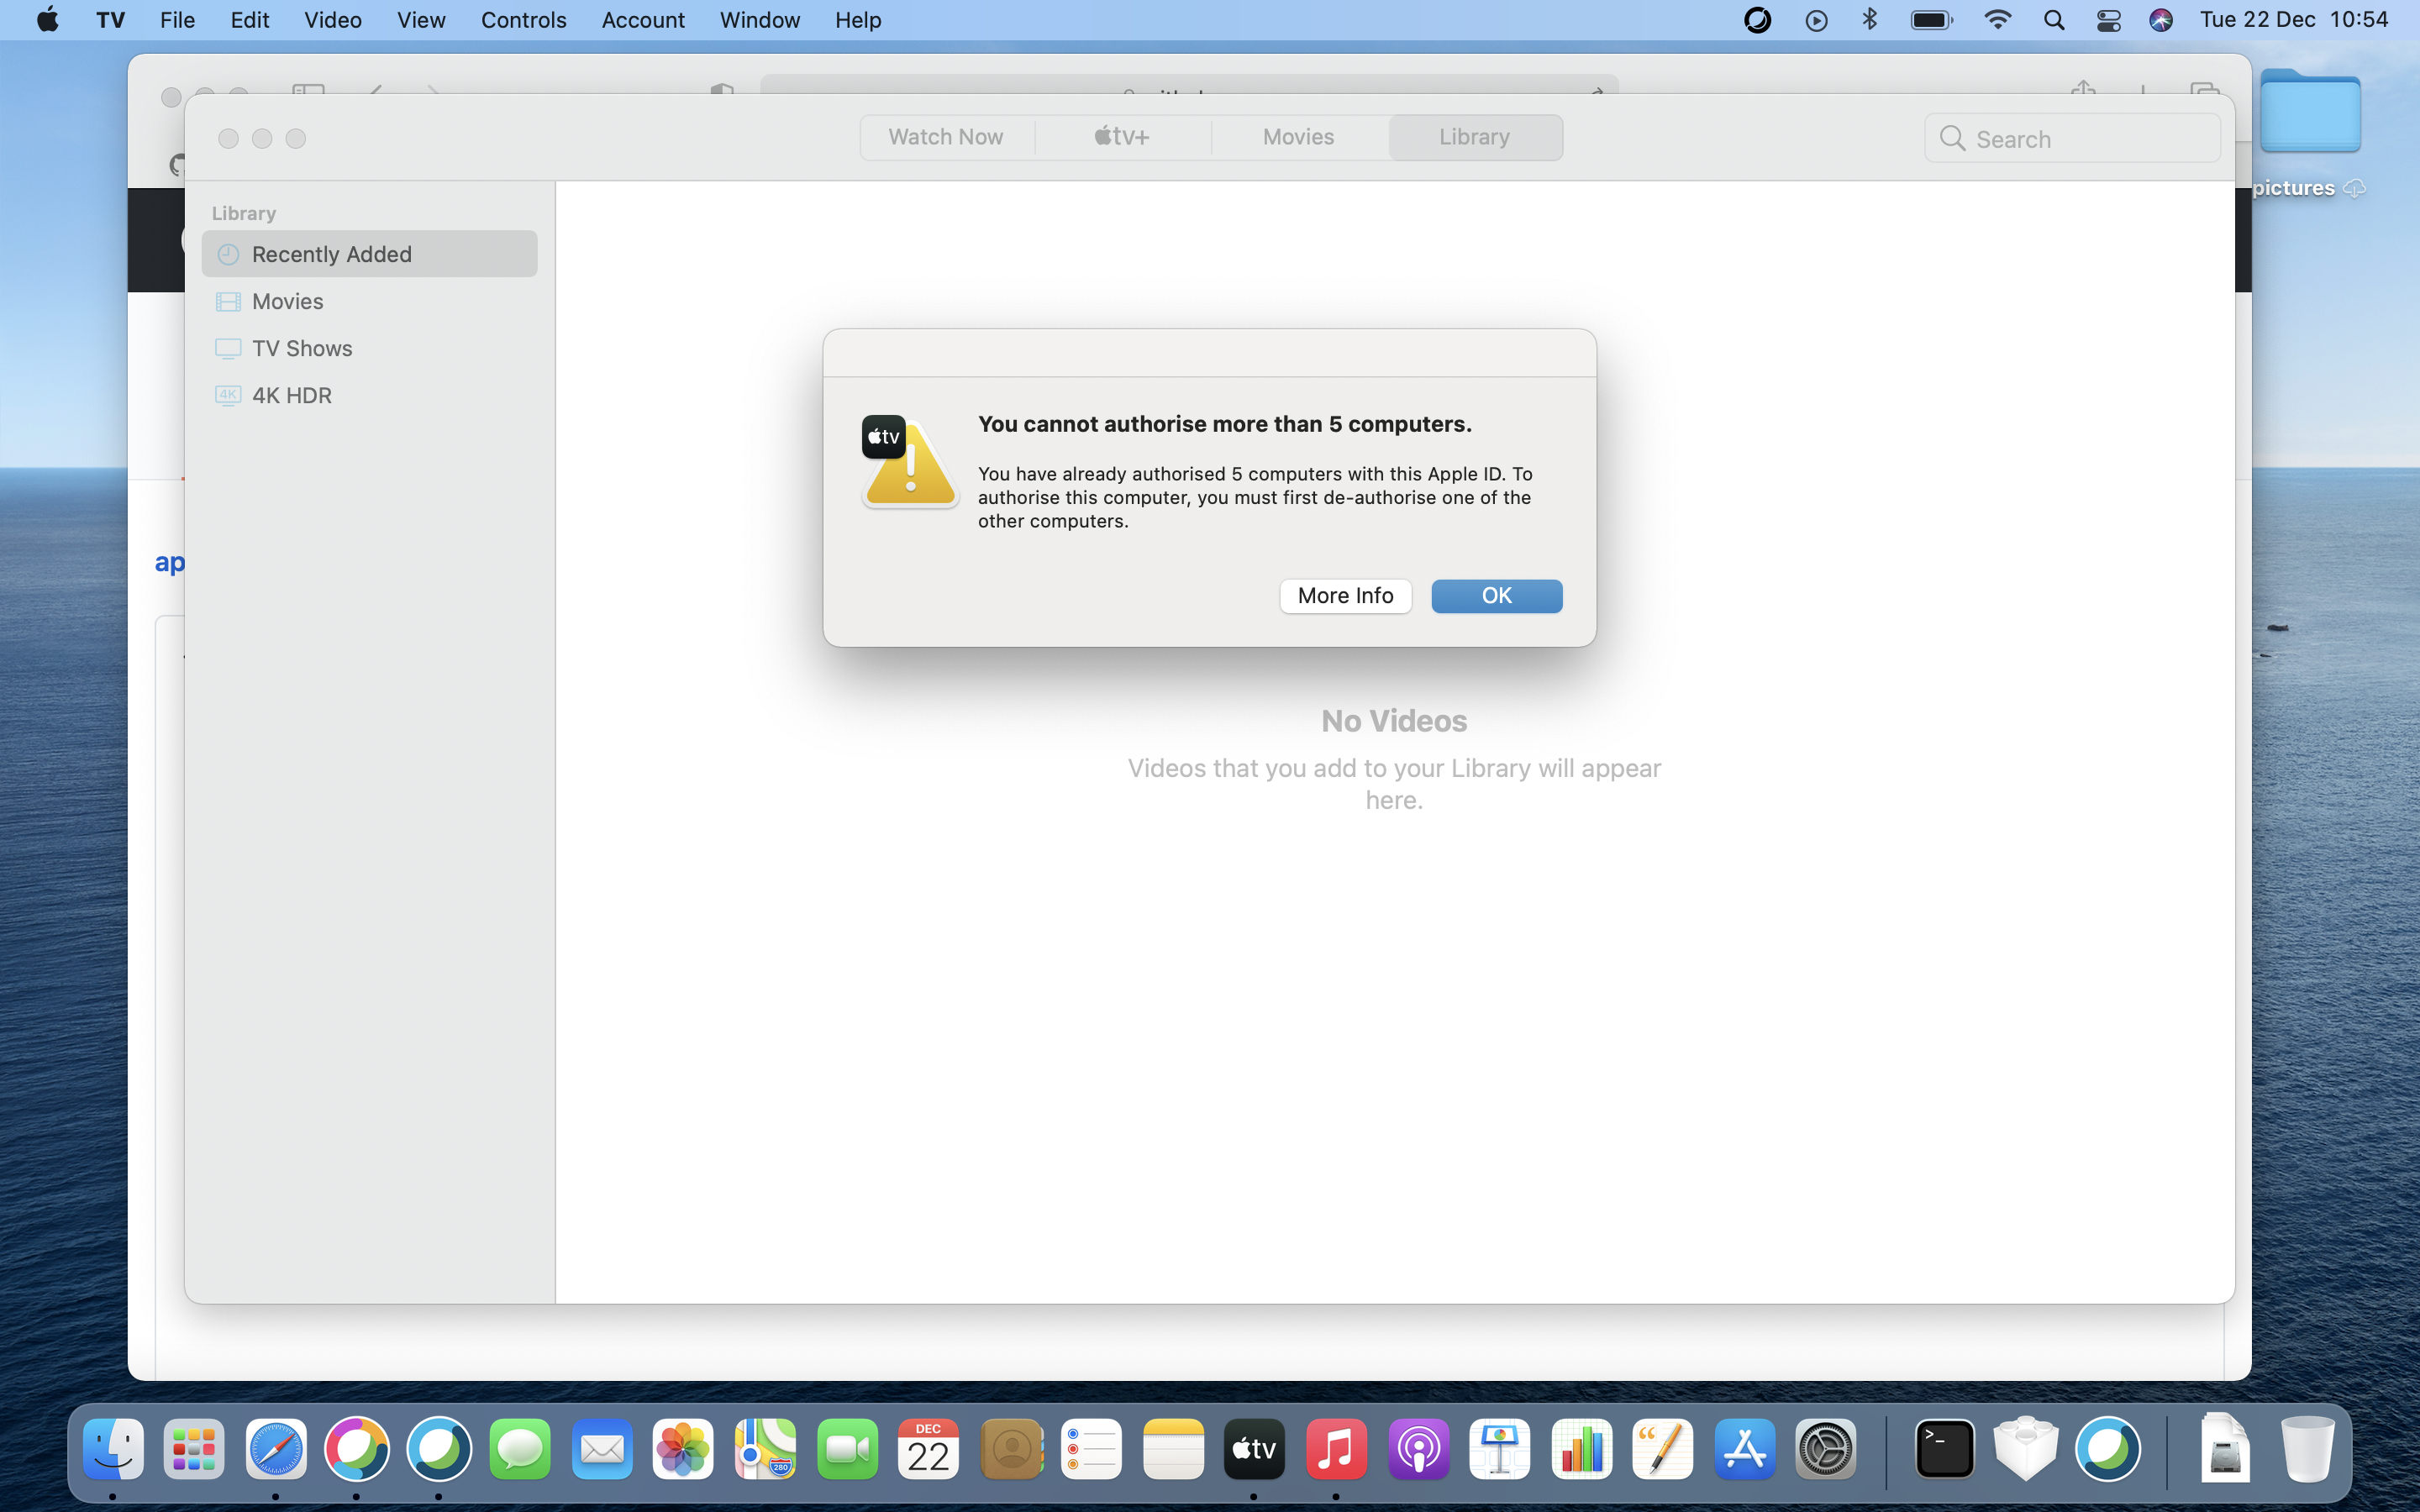 TV File Edit Video View Controls Account Window Help Tue 22 Dec 10:54
Watch Now tv+ Movies Library Search
pictures
Library
Recently Added
Movies
TV Shows
4K 4K HDR
tv
You cannot authorise more than 5 computers.
You have already authorised 5 computers with this Apple ID. To
authorise this computer, you must first de-authorise one of the
other computers.
ap
More Info OK
No Videos
Videos that you add to your Library will appear
here.
280
DEC
22
tv
>_